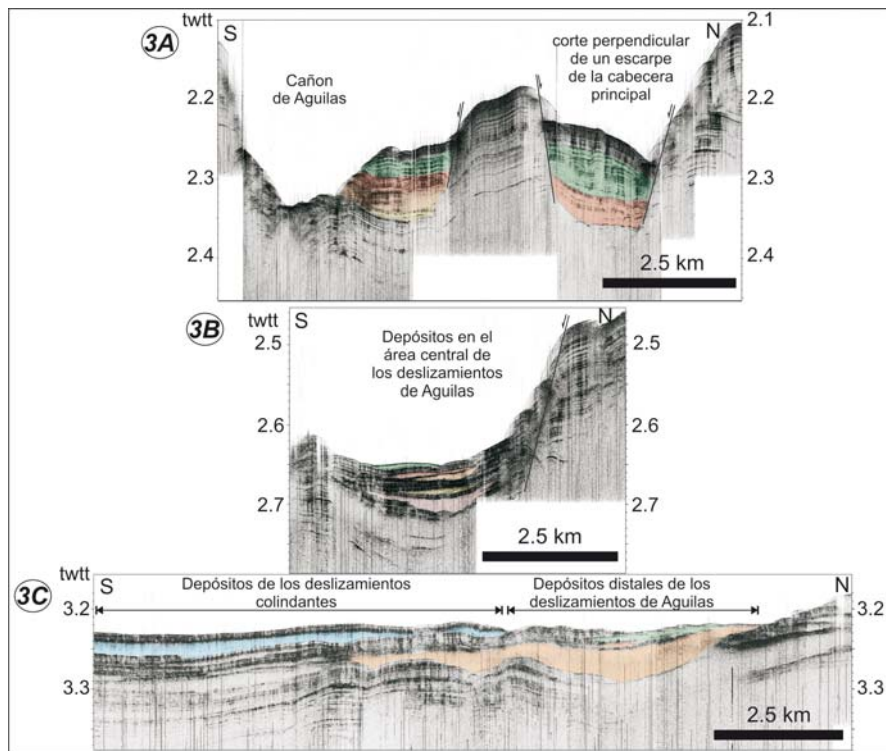 twtt
S
N
2.1
3A
corte perpendicular
de un escarpe
de la cabecera
principal
Cañon
de Aguilas
2.2
2.2
2.3
2.3
2.4
2.4
2.5 km
3B
twtt
S
N
Depósitos en el
área central de
los deslizamientos
de Aguilas
2.5
2.5
2.6
2.6
2.7
2.7
2.5 km
3C
twtt
S
Depósitos de los deslizamientos
colindantes
Depósitos distales de los
deslizamientos de Aguilas
N
3.2
3.2
3.3
3.3
2.5 km